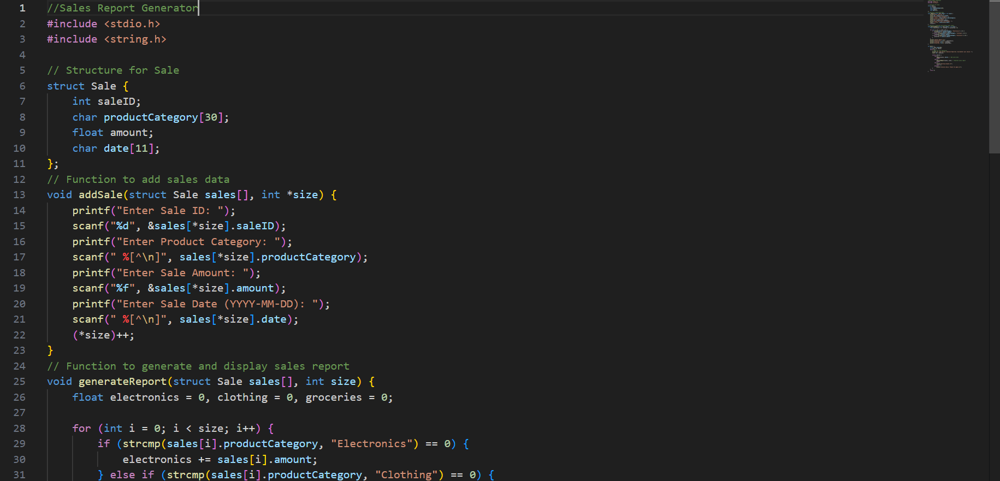 1 //Sales Report Generator
2 #include <stdio.h>
3 #include <string.h>
4
5 // Structure for Sale
6 struct Sale {
7     int saleID;
8     char productCategory[30];
9     float amount;
10     char date[11];
11 };
12 // Function to add sales data
13 void addSale(struct Sale sales[], int *size) {
14     printf("Enter Sale ID: ");
15     scanf("%d", &sales[*size].saleID);
16     printf("Enter Product Category: ");
17     scanf(" %[^\n]", sales[*size].productCategory);
18     printf("Enter Sale Amount: ");
19     scanf("%f", &sales[*size].amount);
20     printf("Enter Sale Date (YYYY-MM-DD): ");
21     scanf(" %[^\n]", sales[*size].date);
22     (*size)++;
23 }
24 // Function to generate and display sales report
25 void generateReport(struct Sale sales[], int size) {
26     float electronics = 0, clothing = 0, groceries = 0;
27
28     for (int i = 0; i < size; i++) {
29         if (strcmp(sales[i].productCategory, "Electronics") == 0) {
30             electronics += sales[i].amount;
31         } else if (strcmp(sales[i].productCategory, "Clothing") == 0) {